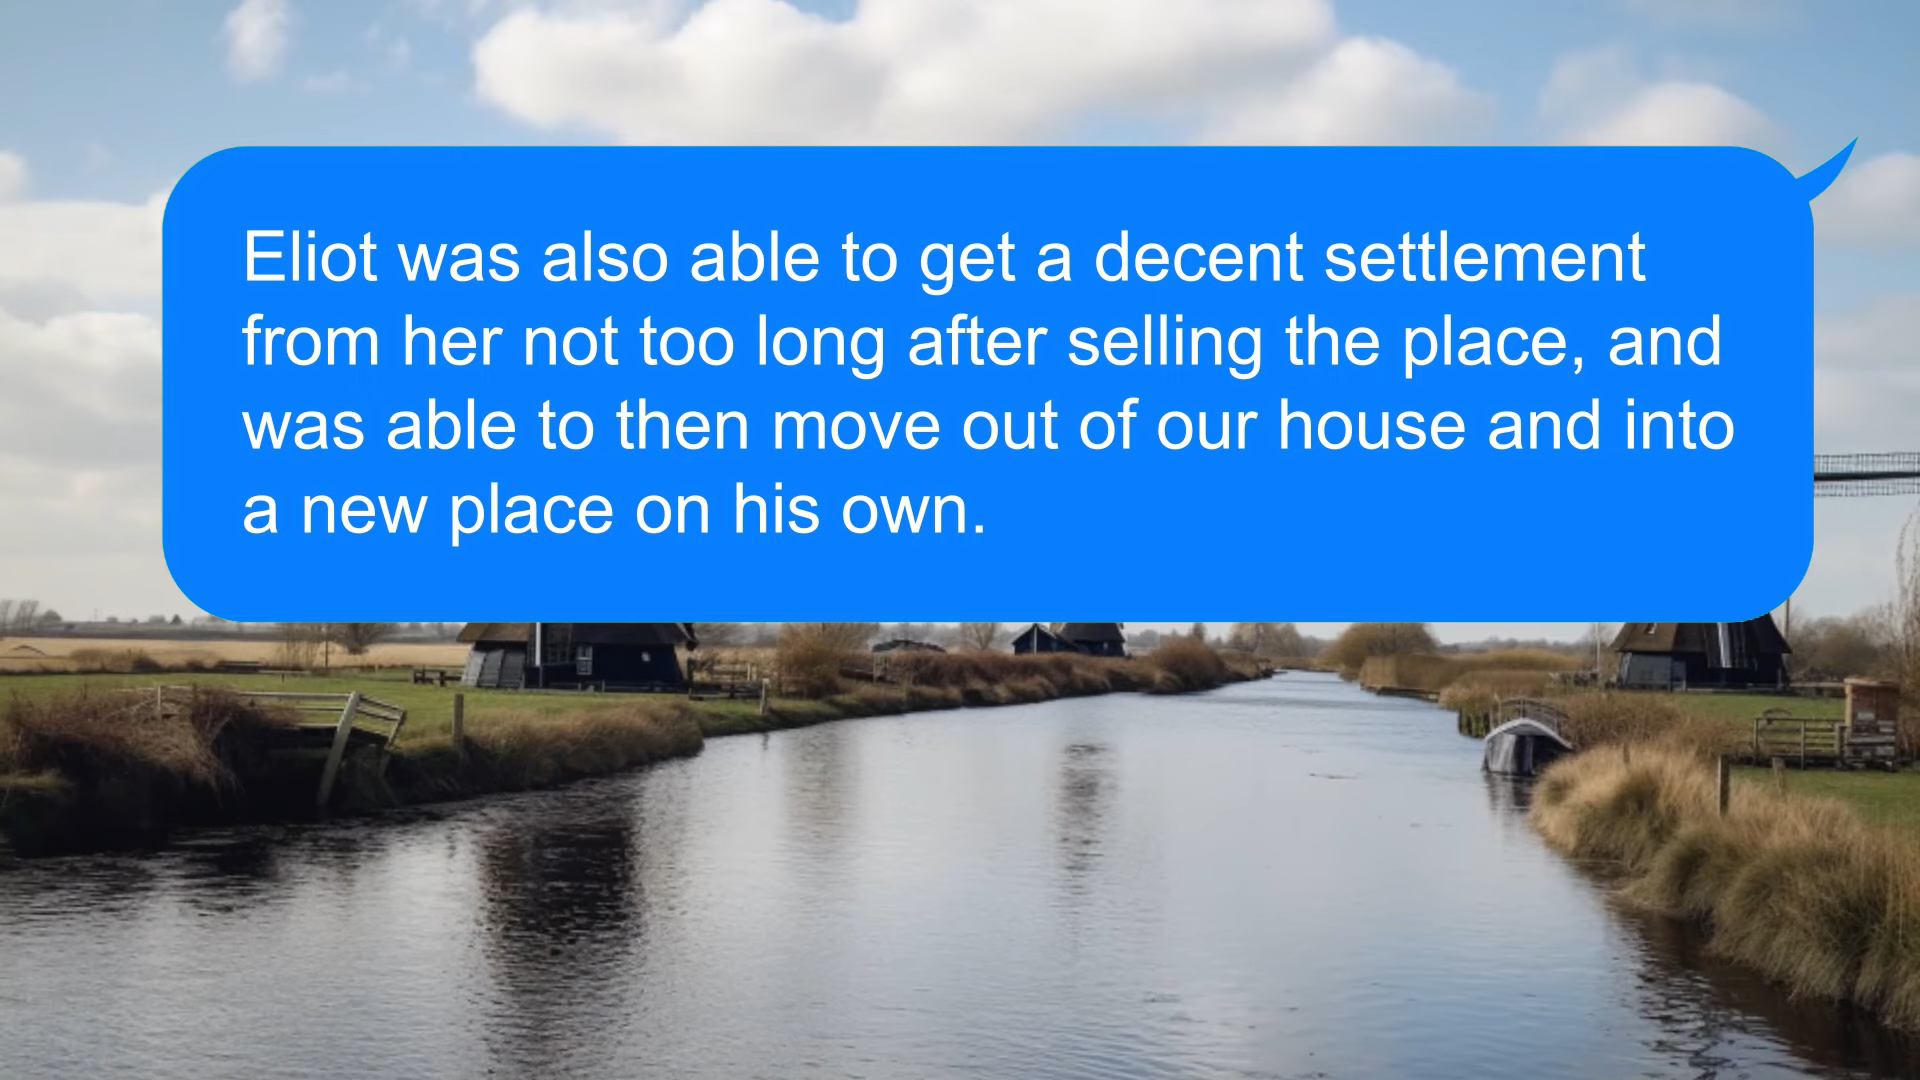 Eliot was also able to get a decent settlement
from her not too long after selling the place, and
was able to then move out of our house and into
a new place on his own.